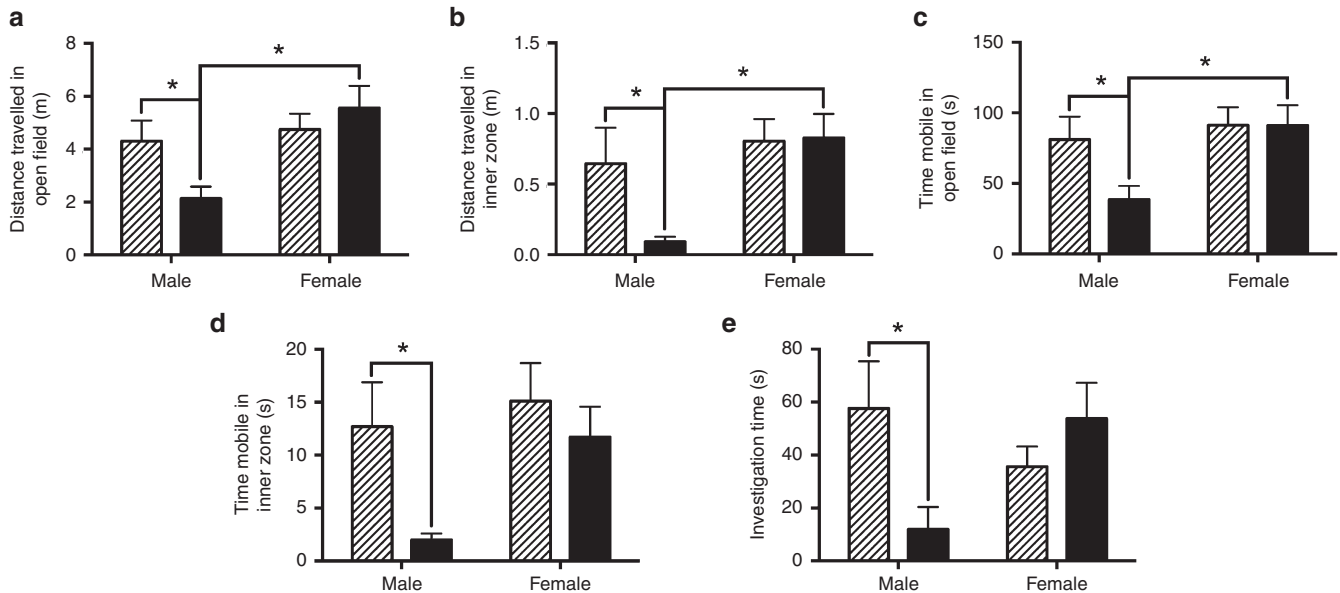 a
Distance travelled in
open field (m)
8
6
4
2
0
*
*
Male
Female
b
Distance travelled in
inner zone (m)
1.5
1.0
0.5
0.0
*
*
Male
Female
c
Time mobile in
open field (s)
150
100
50
0
*
*
Male
Female
d
Time mobile in
inner zone (s)
20
15
10
5
0
*
Male
Female
e
Investigation time (s)
80
60
40
20
0
*
Male
Female